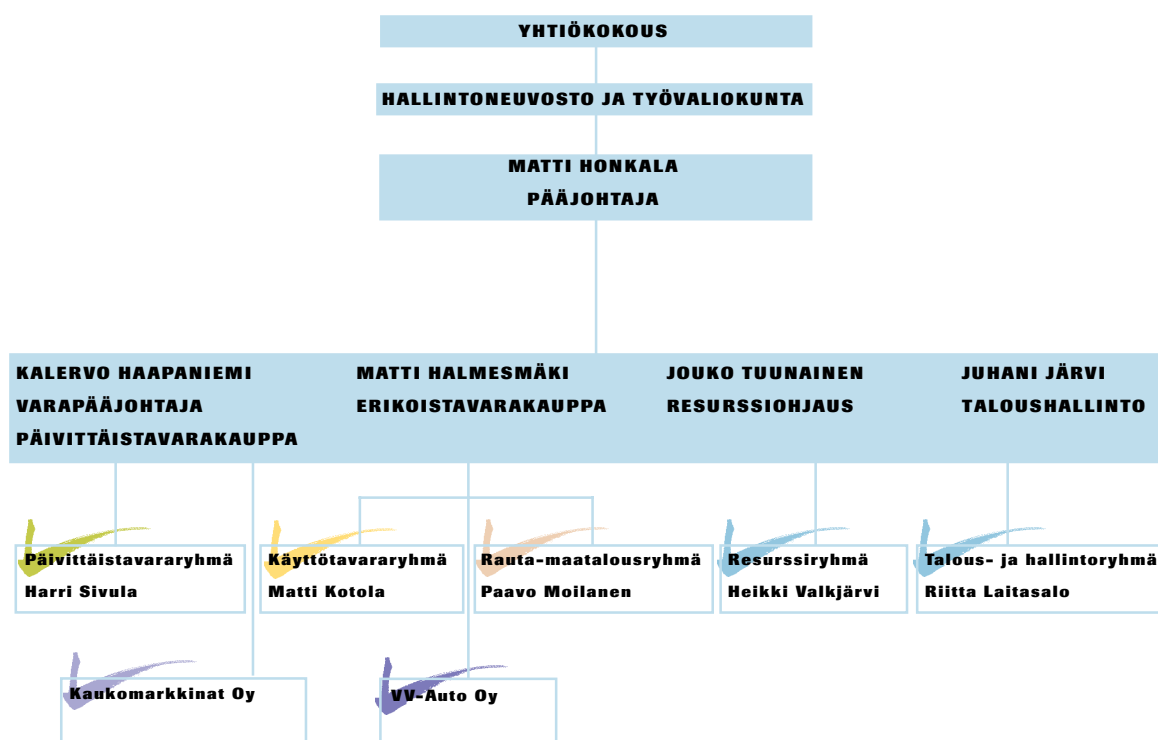 YHTIÖKOKOUS
HALLINTONEUVOSTO JA TYÖVALIOKUNTA
MATTI HONKALA
PÄÄJOHTAJA
KALERVO HAAPANIEMI
VARAPÄÄJOHTAJA
PÄIVITTÄISTAVARAKAUPPA
MATTI HALMESMÄKI
ERIKOISTAVARAKAUPPA
JOUKO TUUNAINEN
RESURSSIOHJAUS
JUHANI JÄRVI
TALOUSHALLINTO
Päivittäistavararyhmä
Harri Sivula
Käyttötavararyhmä
Matti Kotola
Rauta-maatalousryhmä
Paavo Moilanen
Resurssiryhmä
Heikki Valkjärvi
Talous- ja hallintoryhmä
Riitta Laitasalo
Kaukomarkkinat Oy
VV-Auto Oy